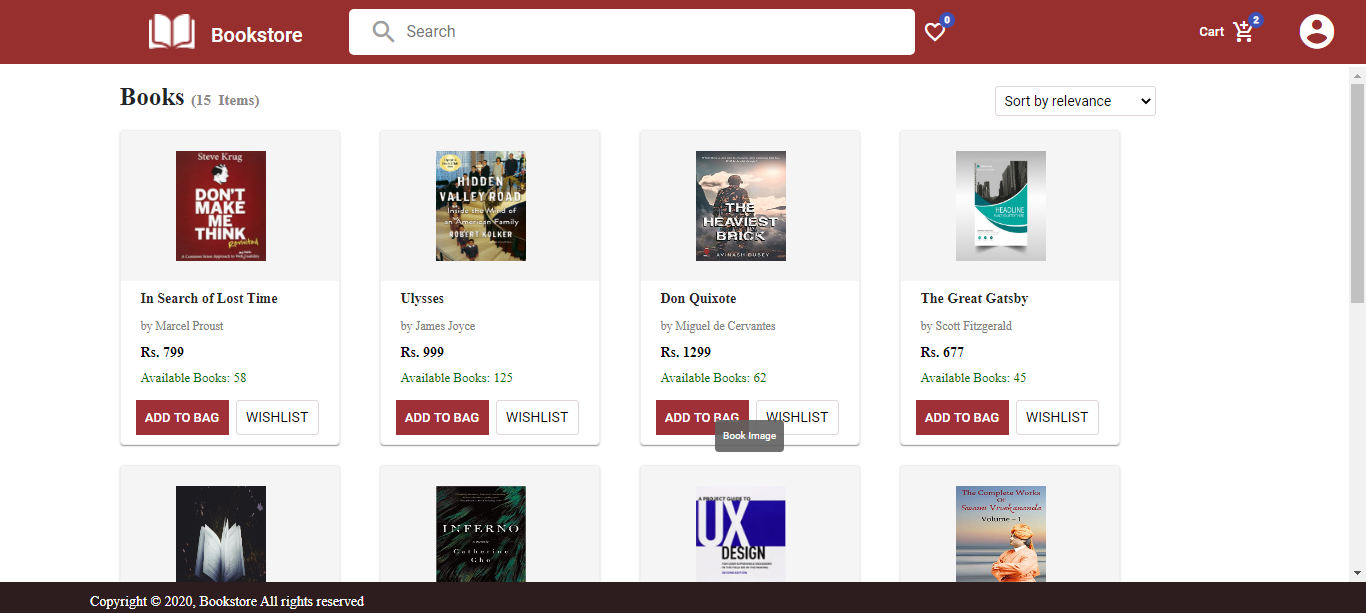 Bookstore
Search
0
Cart
2
Books (15 Items)
Sort by relevance
Steve Krug
DON'T
MAKE
ME
THINK
Revisited
A Common Sense Approach to Web Usability
HIDDEN
VALLEY ROAD
Inside the Mind of
an American Family
ROBERT KOLKER
THE
HEAVIEST
BRICK
AVINASH DUBEY
HEADLINE
In Search of Lost Time
by Marcel Proust
Rs. 799
Available Books: 58
ADD TO BAG
WISHLIST
Ulysses
by James Joyce
Rs. 999
Available Books: 125
ADD TO BAG
WISHLIST
Don Quixote
by Miguel de Cervantes
Rs. 1299
Available Books: 62
ADD TO BAG
WISHLIST
Book Image
The Great Gatsby
by Scott Fitzgerald
Rs. 677
Available Books: 45
ADD TO BAG
WISHLIST
INFERNO
Catherine
Cho
A PROJECT GUIDE TO
UX
DESIGN
The Complete Works
Of
Swami Vivekananda
Volume - 1
Copyright © 2020, Bookstore All rights reserved